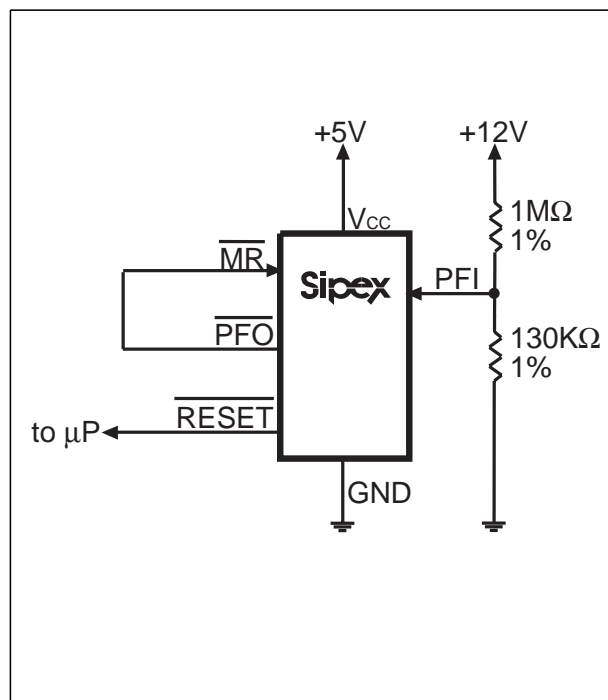 +5V
+12V
VCC
1MΩ
1%
MR
Sipex
PFI
PFO
130KΩ
1%
RESET
to µP
GND